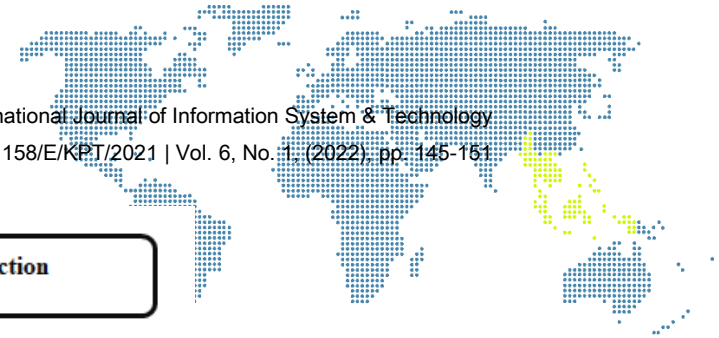 national Journal of Information System & Technology
158/E/KPT/2021 | Vol. 6, No. 1, (2022), pp. 145-151
ction